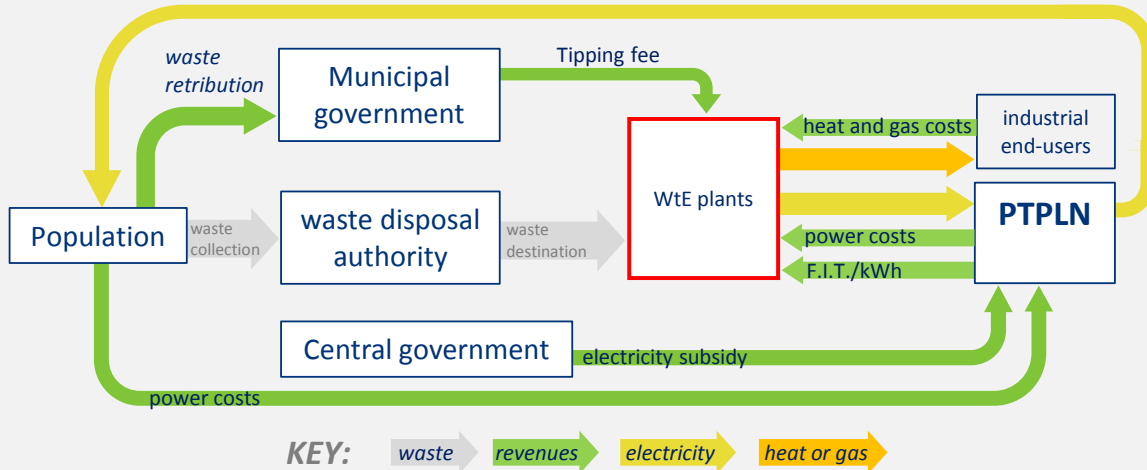 waste
retribution
Municipal
government
Tipping fee
heat and gas costs
industrial
end-users
WtE plants
PTPLN
Population
waste
collection
waste disposal
authority
waste
destination
power costs
F.I.T./kWh
Central government
electricity subsidy
power costs
KEY:
waste
revenues
electricity
heat or gas